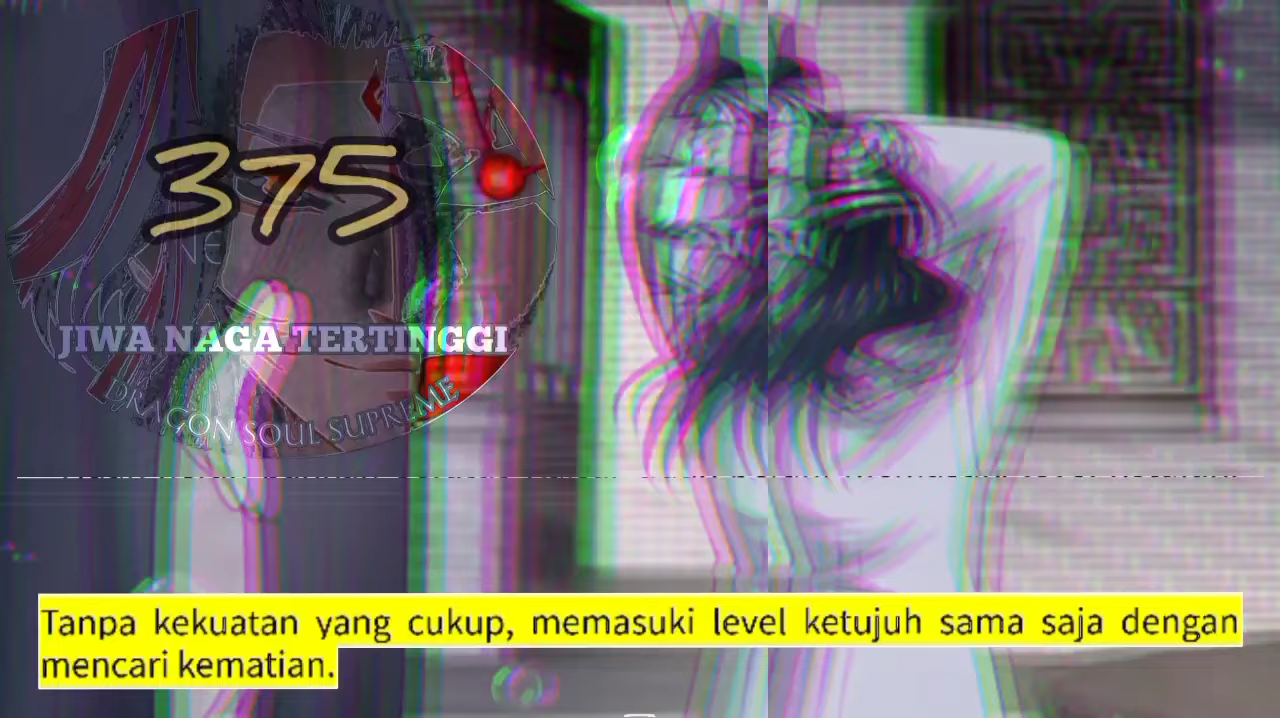 375
JIWA NAGA TERTINGGI
DRAGON SOUL SUPREME
Tanpa kekuatan yang cukup, memasuki level ketujuh sama saja dengan
mencari kematian.